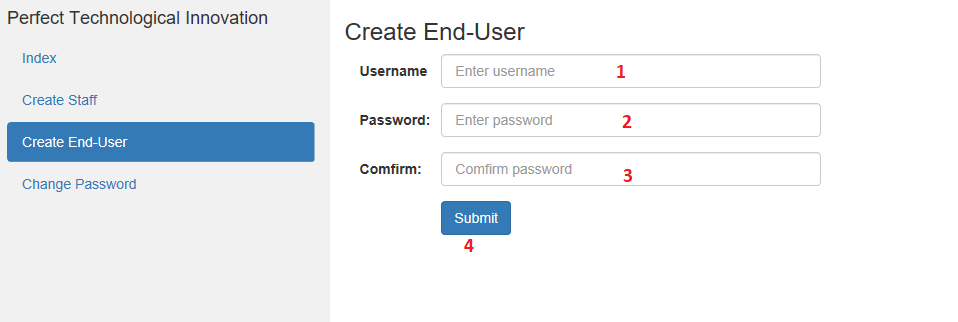 Perfect Technological Innovation
Index
Create Staff
Create End-User
Change Password
Create End-User
Username Enter username 1
Password: Enter password 2
Comfirm: Comfirm password 3
Submit
4